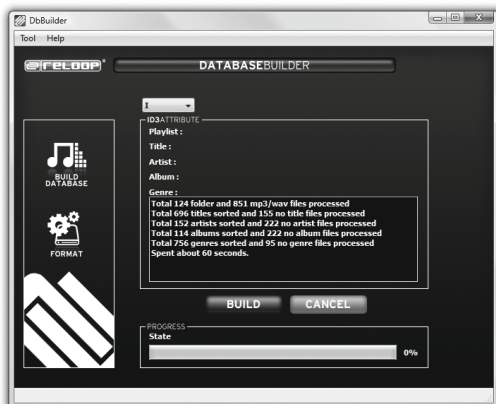 DbBuilder
Tool Help
reloop®
DATABASEBUILDER
I
ID3ATTRIBUTE
Playlist :
Title :
Artist :
Album :
Genre :
Total 124 folder and 851 mp3/wav files processed
Total 696 titles sorted and 155 no title files processed
Total 152 artists sorted and 222 no artist files processed
Total 114 albums sorted and 222 no album files processed
Total 756 genres sorted and 95 no genre files processed
Spent about 60 seconds.
BUILD
DATABASE
FORMAT
BUILD CANCEL
PROGRESS
State
0%